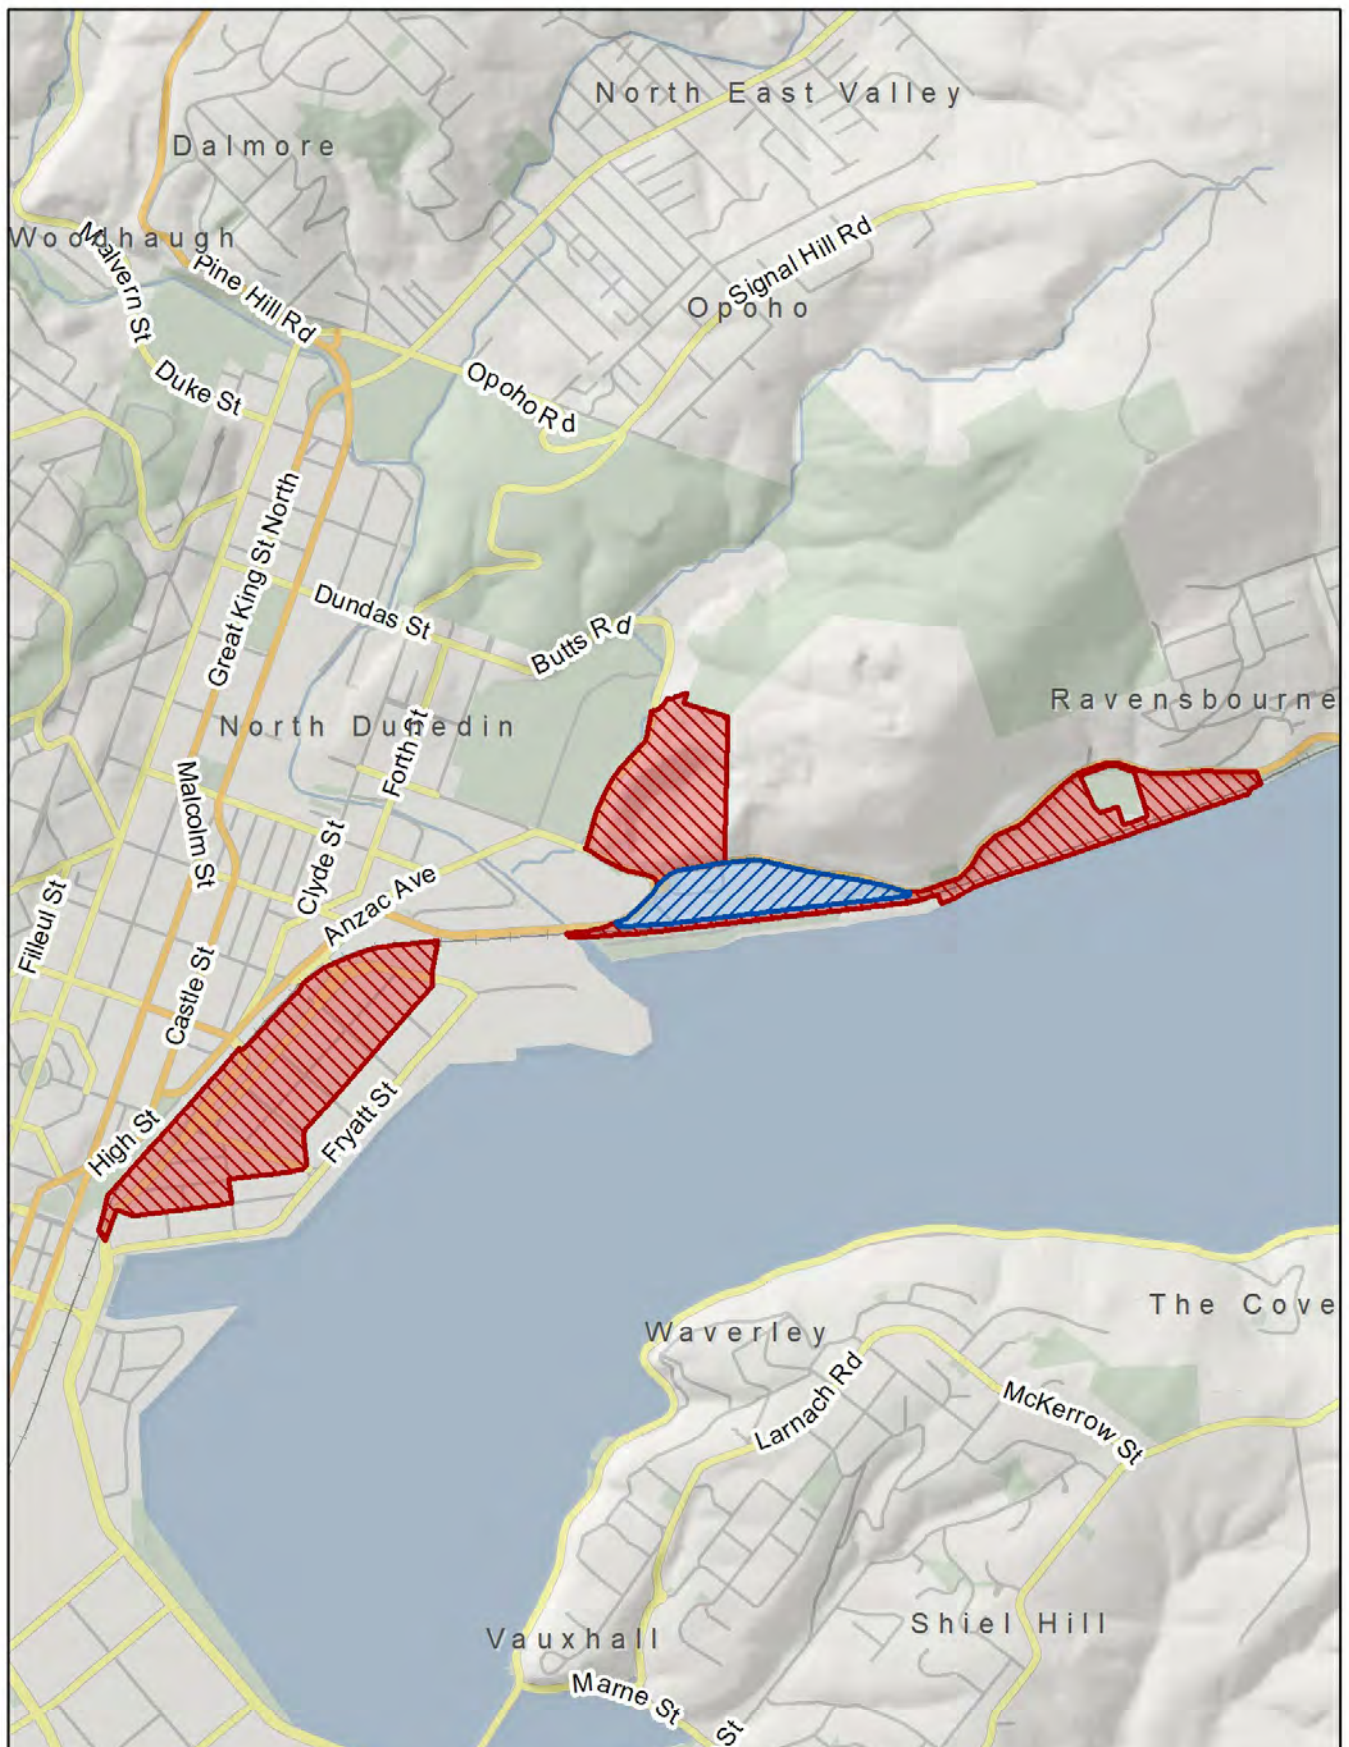 North East Valley
Dalmore
Woodhaugh
Malvern St
Pine Hill Rd
Signal Hill Rd
Opoho
Duke St
Opoho Rd
Great King St North
Dundas St
Butts Rd
Ravensbourne
North Dunedin
Forth St
Malcolm St
Clyde St
Anzac Ave
Filleul St
Castle St
High St
Fryatt St
The Cove
Waverley
Larnach Rd
McKerrow St
Shiel Hill
Vauxhall
Marne St
St